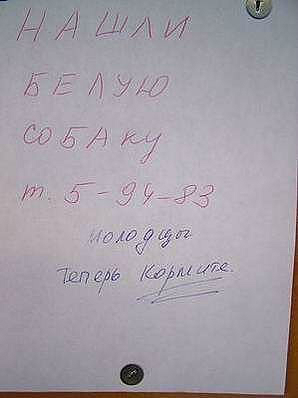 НАШЛИ
БЕЛУЮ
СОБАКУ
т. 5-94-83
молодцы
теперь кормите.